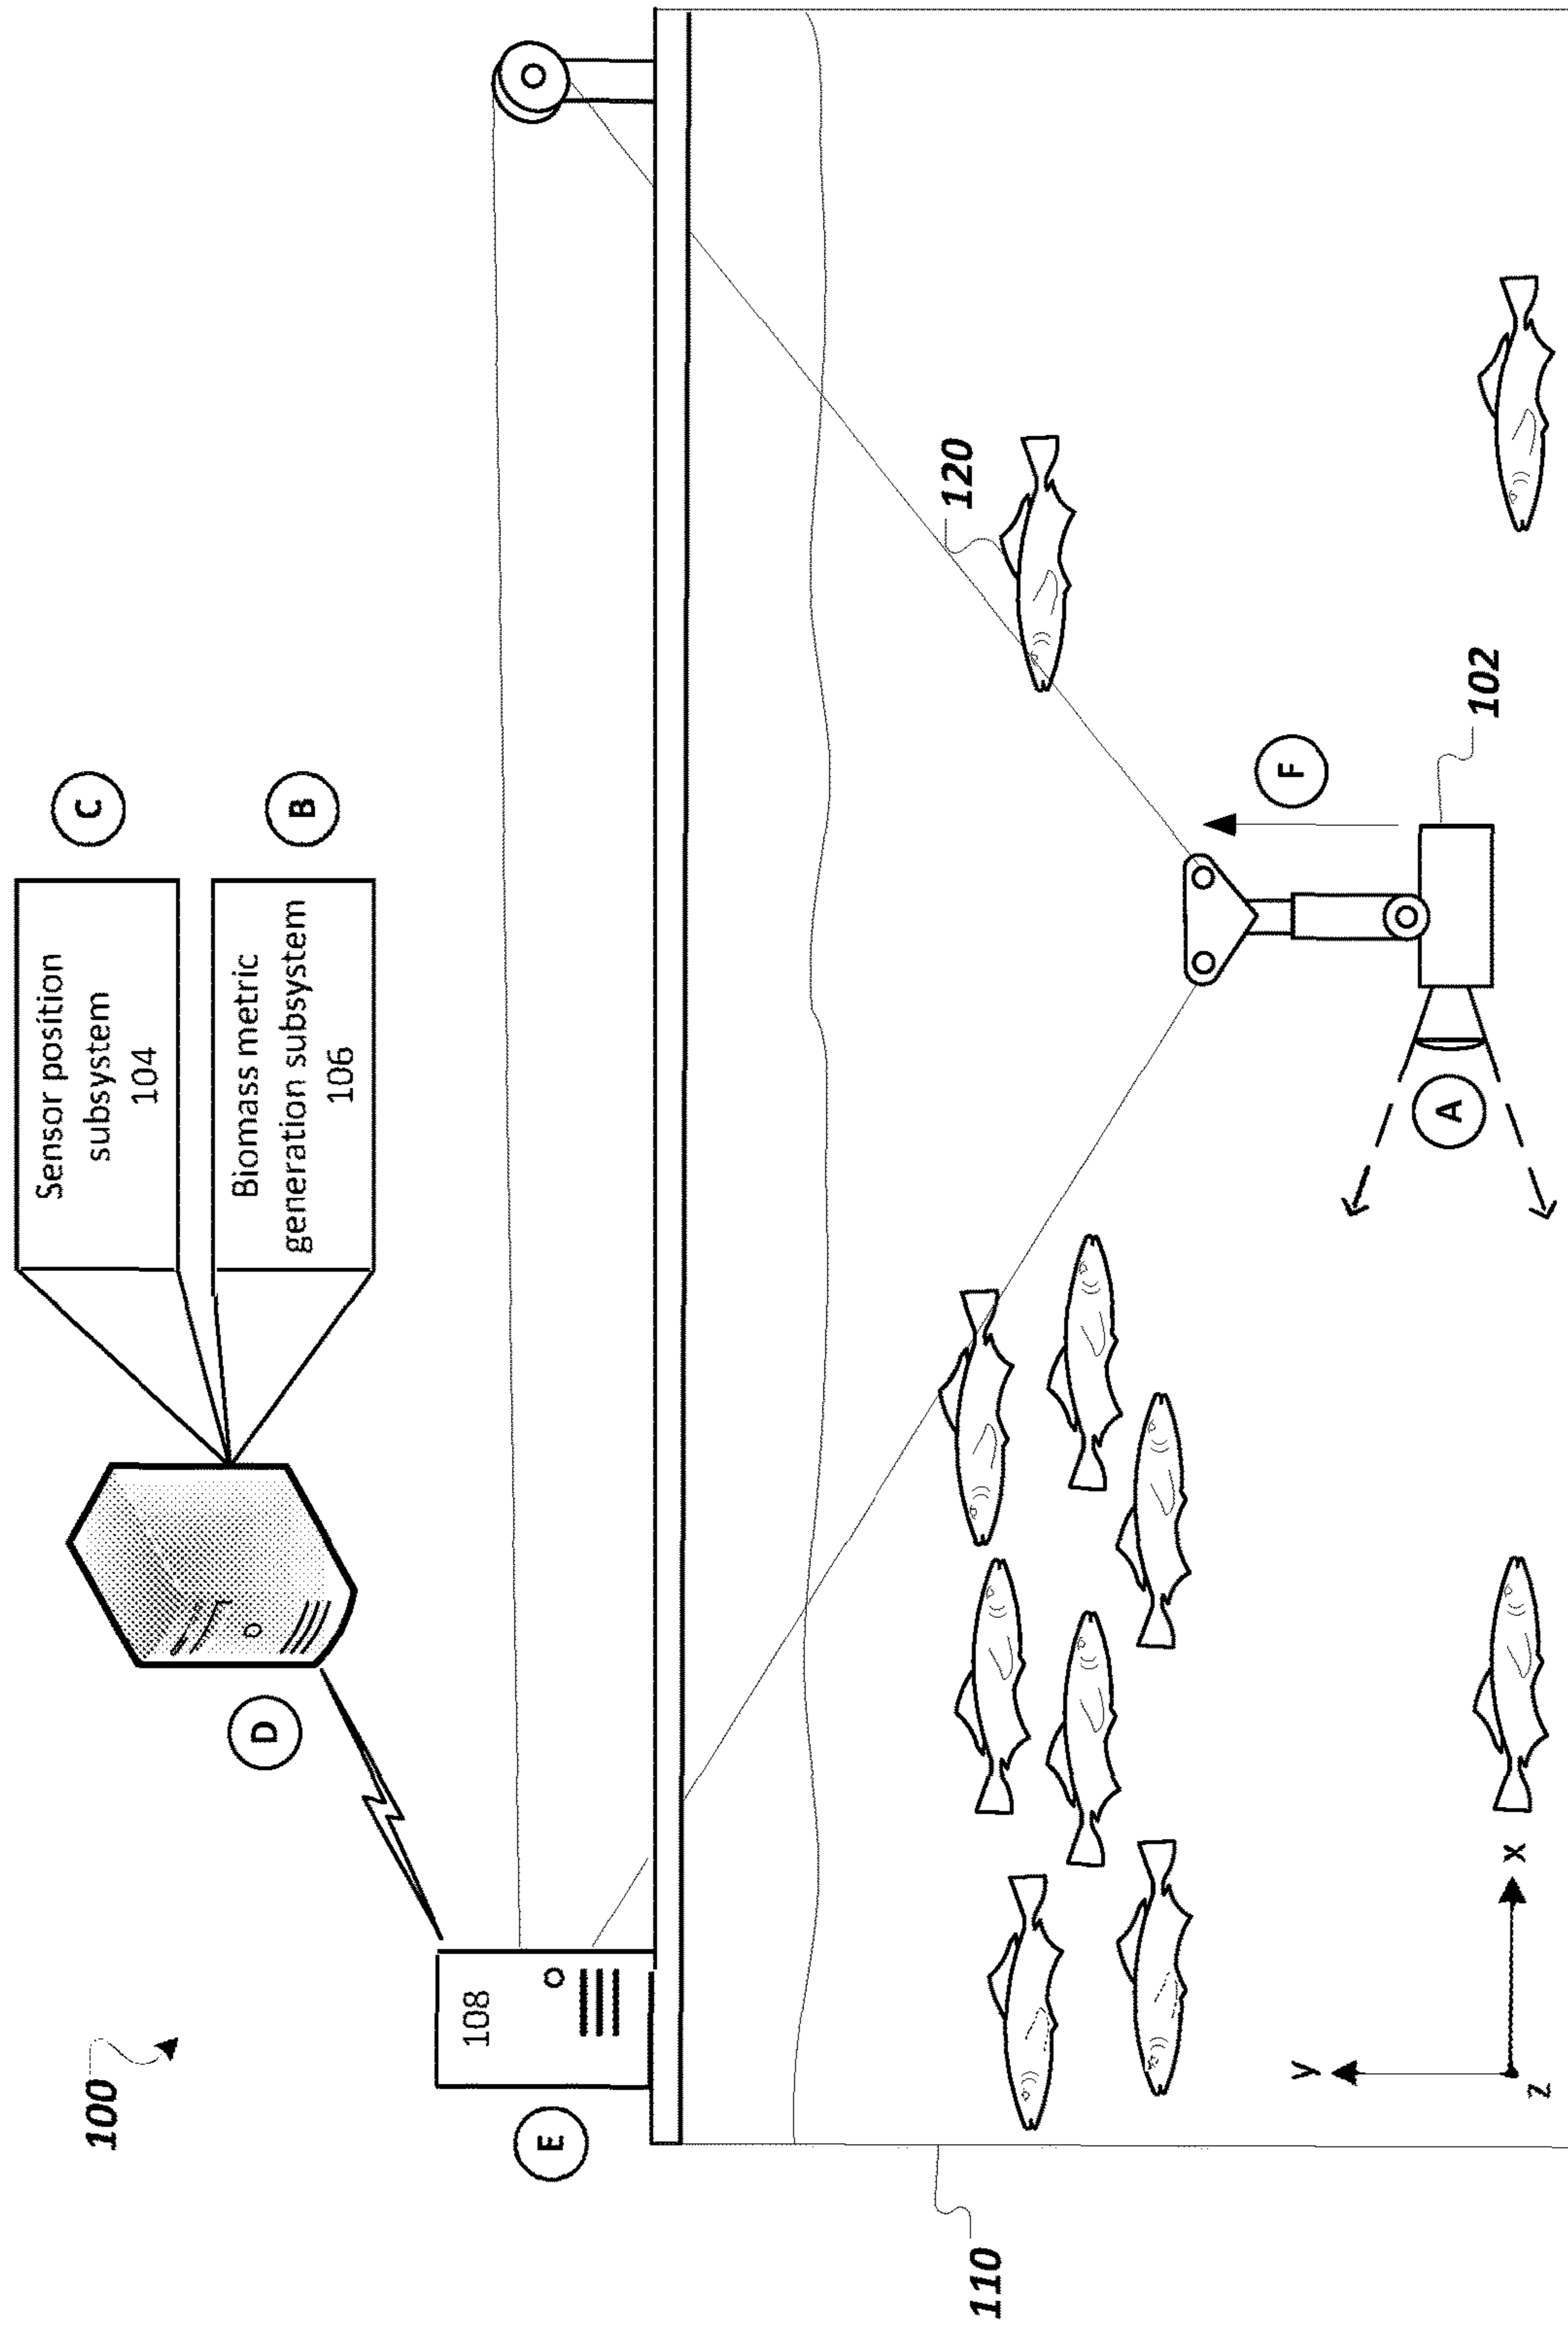 100
D
Sensor position
subsystem
104
C
Biomass metric
generation subsystem
106
B
E
108
110
120
F
102
A
y
x
z